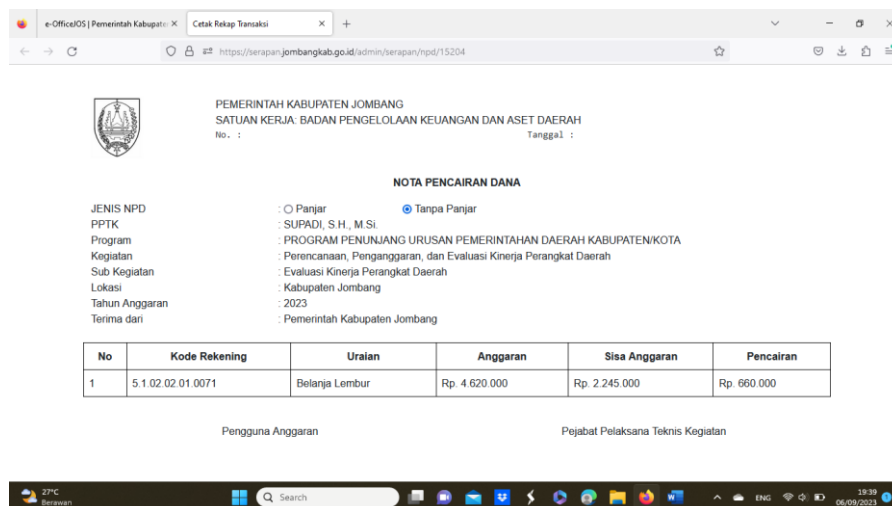 e-OfficeJOS | Pemerintah Kabupate
Cetak Rekap Transaksi
https://serapan.jombangkab.go.id/admin/serapan/npd/15204
PEMERINTAH KABUPATEN JOMBANG
SATUAN KERJA: BADAN PENGELOLAAN KEUANGAN DAN ASET DAERAH
No. : Tanggal :
NOTA PENCAIRAN DANA
JENIS NPD : Panjar Tanpa Panjar
PPTK : SUPADI, S.H., M.Si.
Program : PROGRAM PENUNJANG URUSAN PEMERINTAHAN DAERAH KABUPATEN/KOTA
Kegiatan : Perencanaan, Penganggaran, dan Evaluasi Kinerja Perangkat Daerah
Sub Kegiatan : Evaluasi Kinerja Perangkat Daerah
Lokasi : Kabupaten Jombang
Tahun Anggaran : 2023
Terima dari : Pemerintah Kabupaten Jombang
No Kode Rekening Uraian Anggaran Sisa Anggaran Pencairan
1 5.1.02.02.01.0071 Belanja Lembur Rp. 4.620.000 Rp. 2.245.000 Rp. 660.000
Pengguna Anggaran Pejabat Pelaksana Teknis Kegiatan
27°C
Berawan
Search
ENG
19:39
06/09/2023